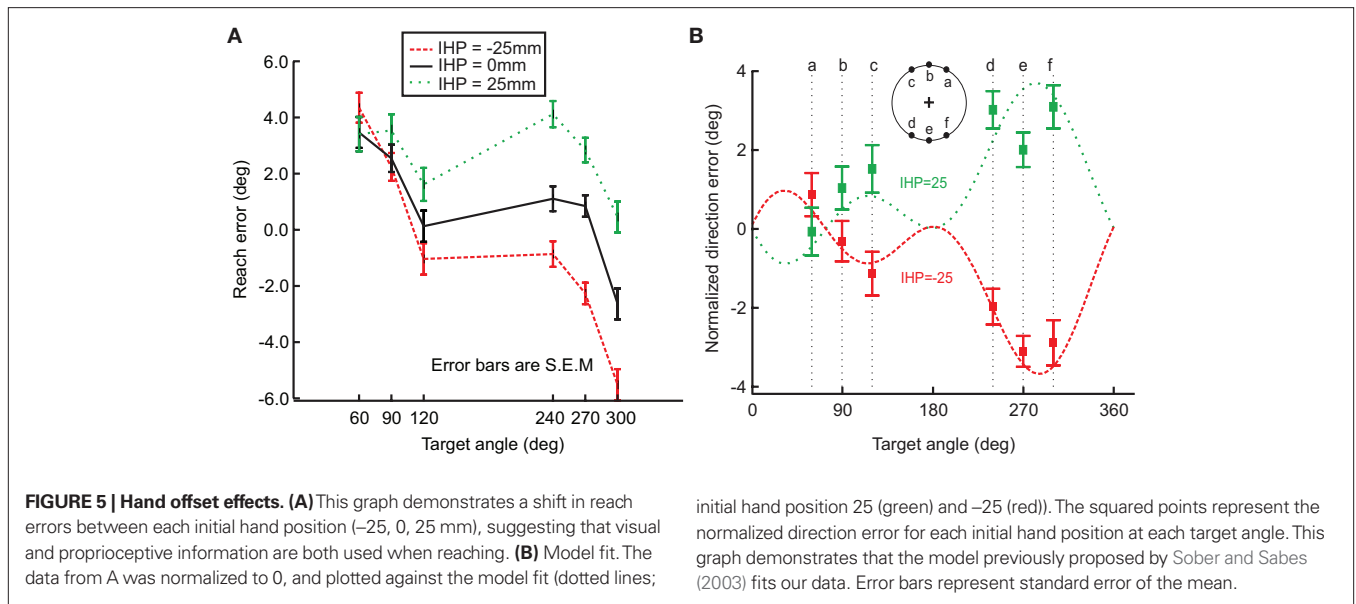 A
IHP = -25mm
IHP = 0mm
IHP = 25mm
6.0
4.0
2.0
0.0
-2.0
-4.0
-6.0
Reach error (deg)
Error bars are S.E.M
60 90 120 240 270 300
Target angle (deg)
B
a b c d e f
4
2
0
-2
-4
Normalized direction error (deg)
c b a
d e f
IHP=25
IHP=-25
0 90 180 270 360
Target angle (deg)
FIGURE 5 | Hand offset effects. (A) This graph demonstrates a shift in reach
errors between each initial hand position (–25, 0, 25 mm), suggesting that visual
and proprioceptive information are both used when reaching. (B) Model fit. The
data from A was normalized to 0, and plotted against the model fit (dotted lines;
initial hand position 25 (green) and –25 (red)). The squared points represent the
normalized direction error for each initial hand position at each target angle. This
graph demonstrates that the model previously proposed by Sober and Sabes
(2003) fits our data. Error bars represent standard error of the mean.